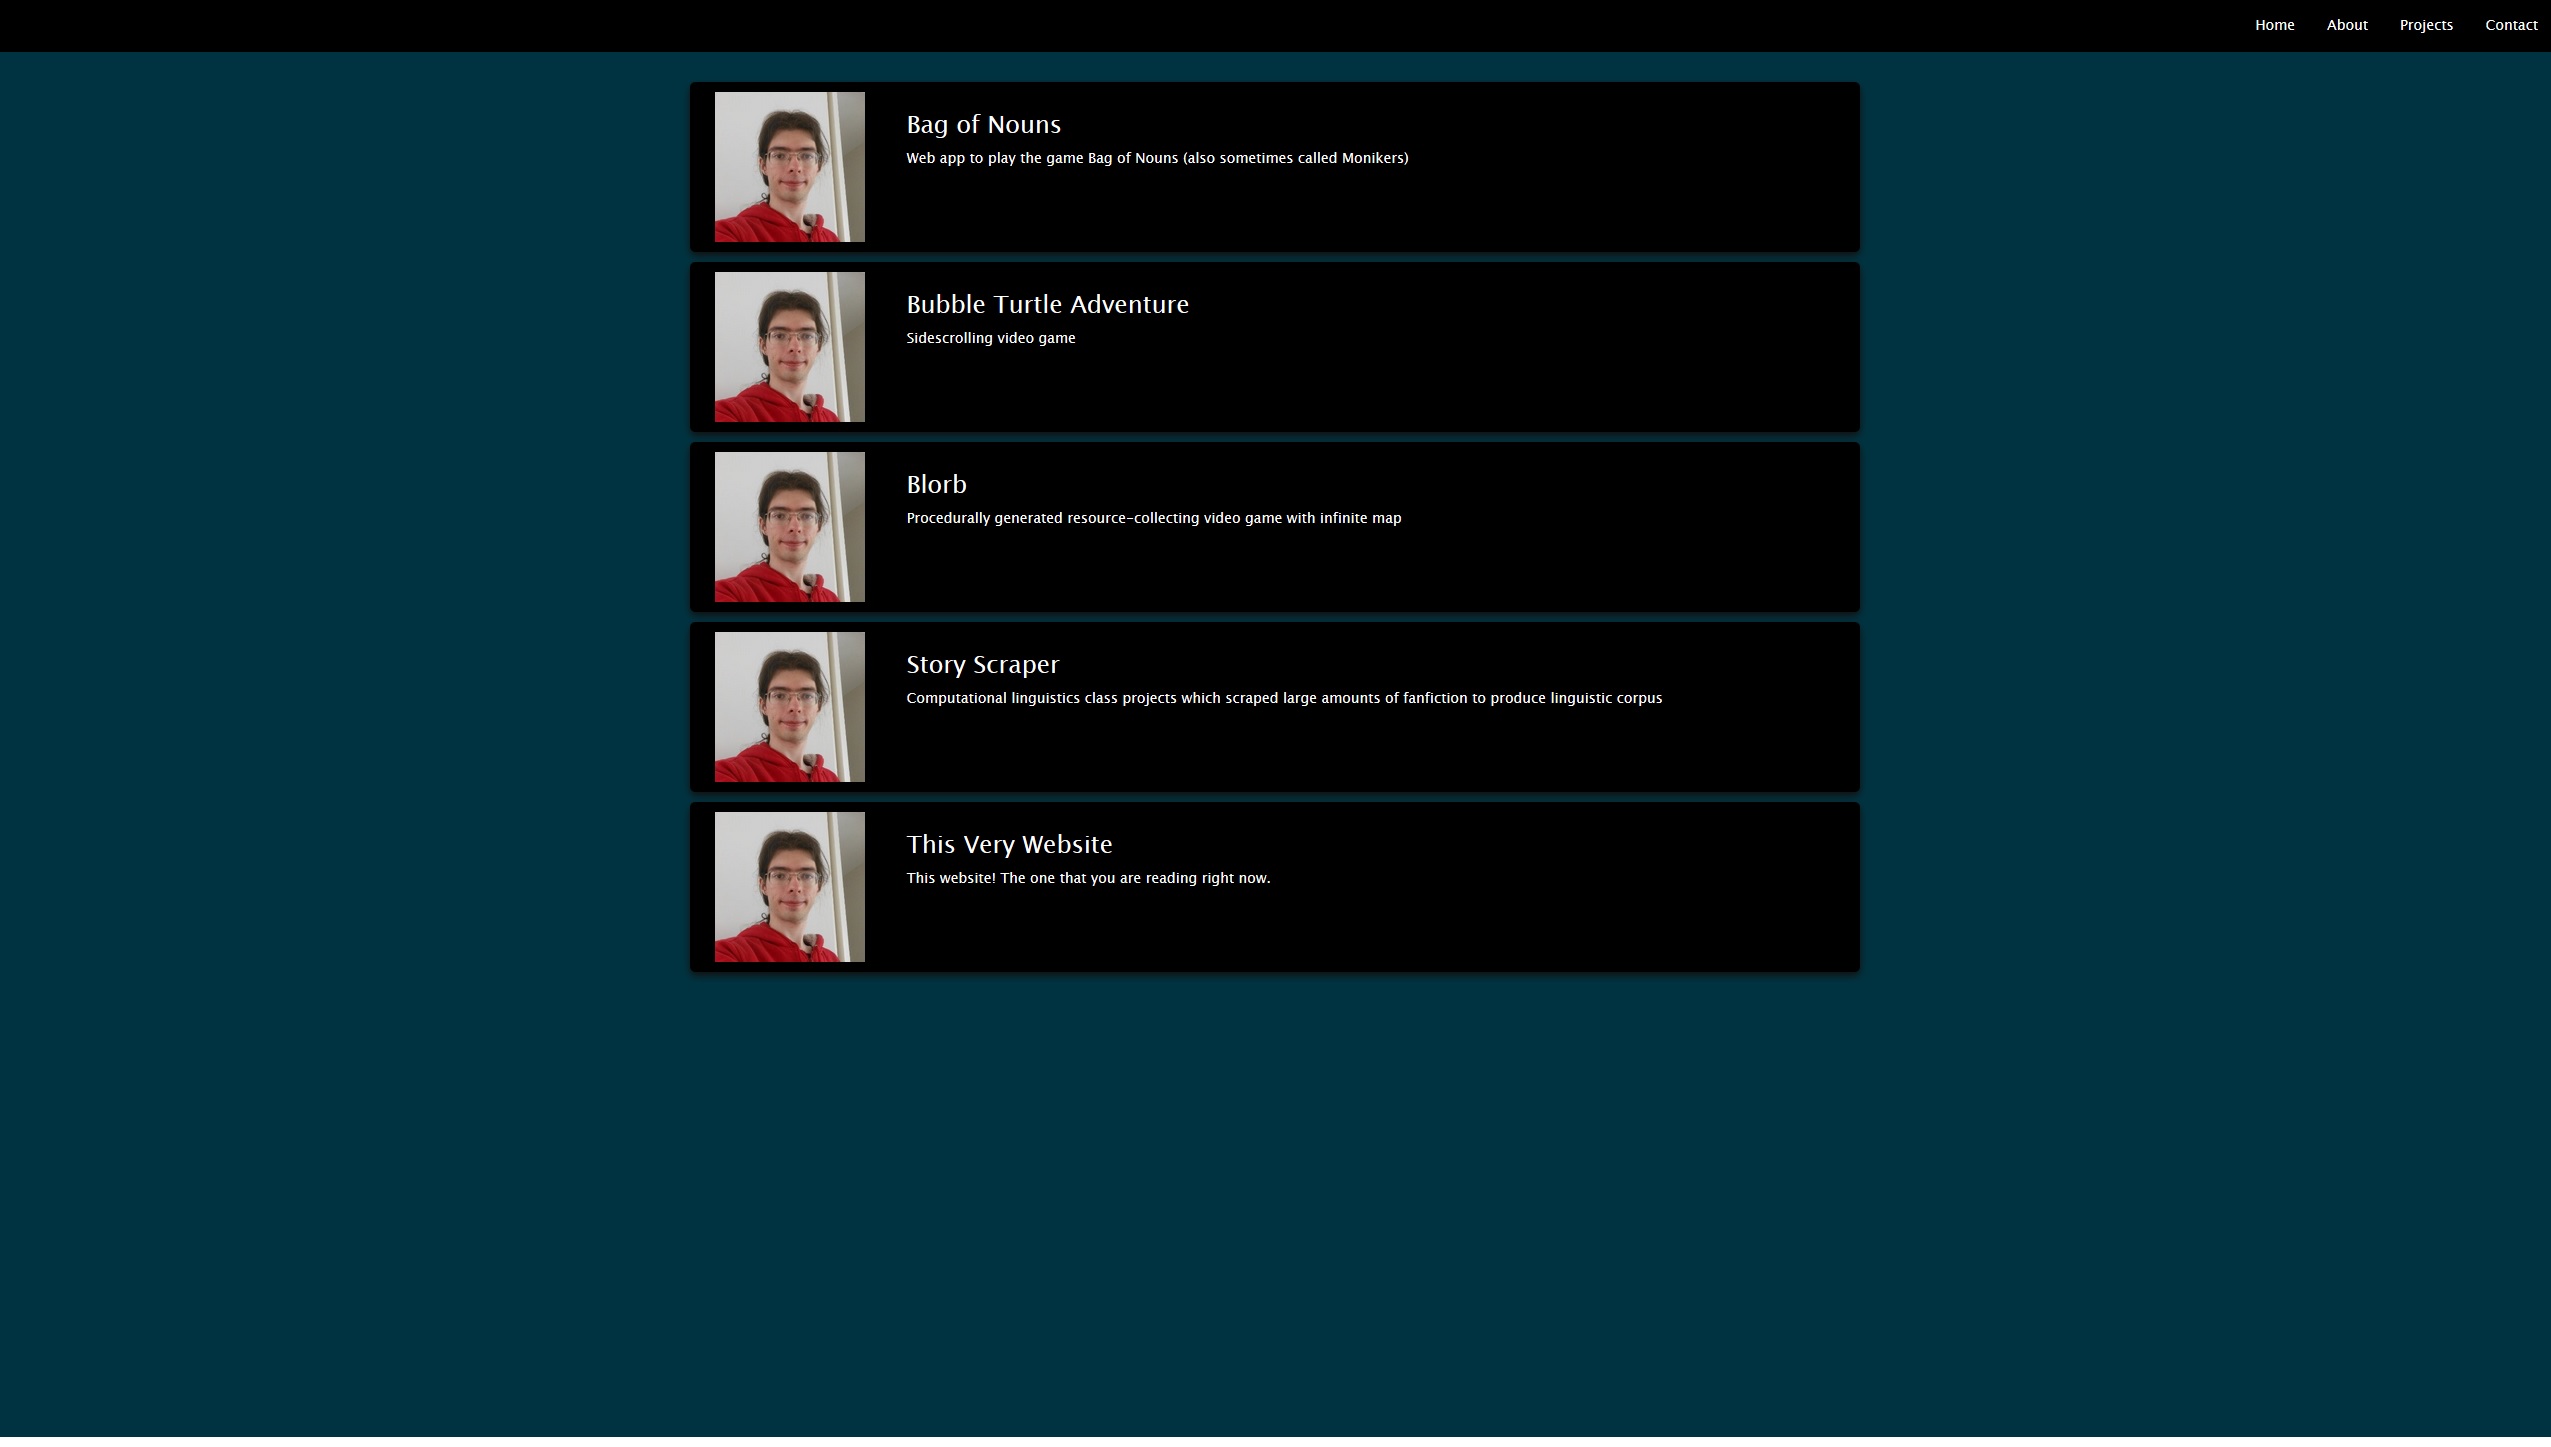 Home About Projects Contact
Bag of Nouns
Web app to play the game Bag of Nouns (also sometimes called Monikers)
Bubble Turtle Adventure
Sidescrolling video game
Blorb
Procedurally generated resource-collecting video game with infinite map
Story Scraper
Computational linguistics class projects which scraped large amounts of fanfiction to produce linguistic corpus
This Very Website
This website! The one that you are reading right now.